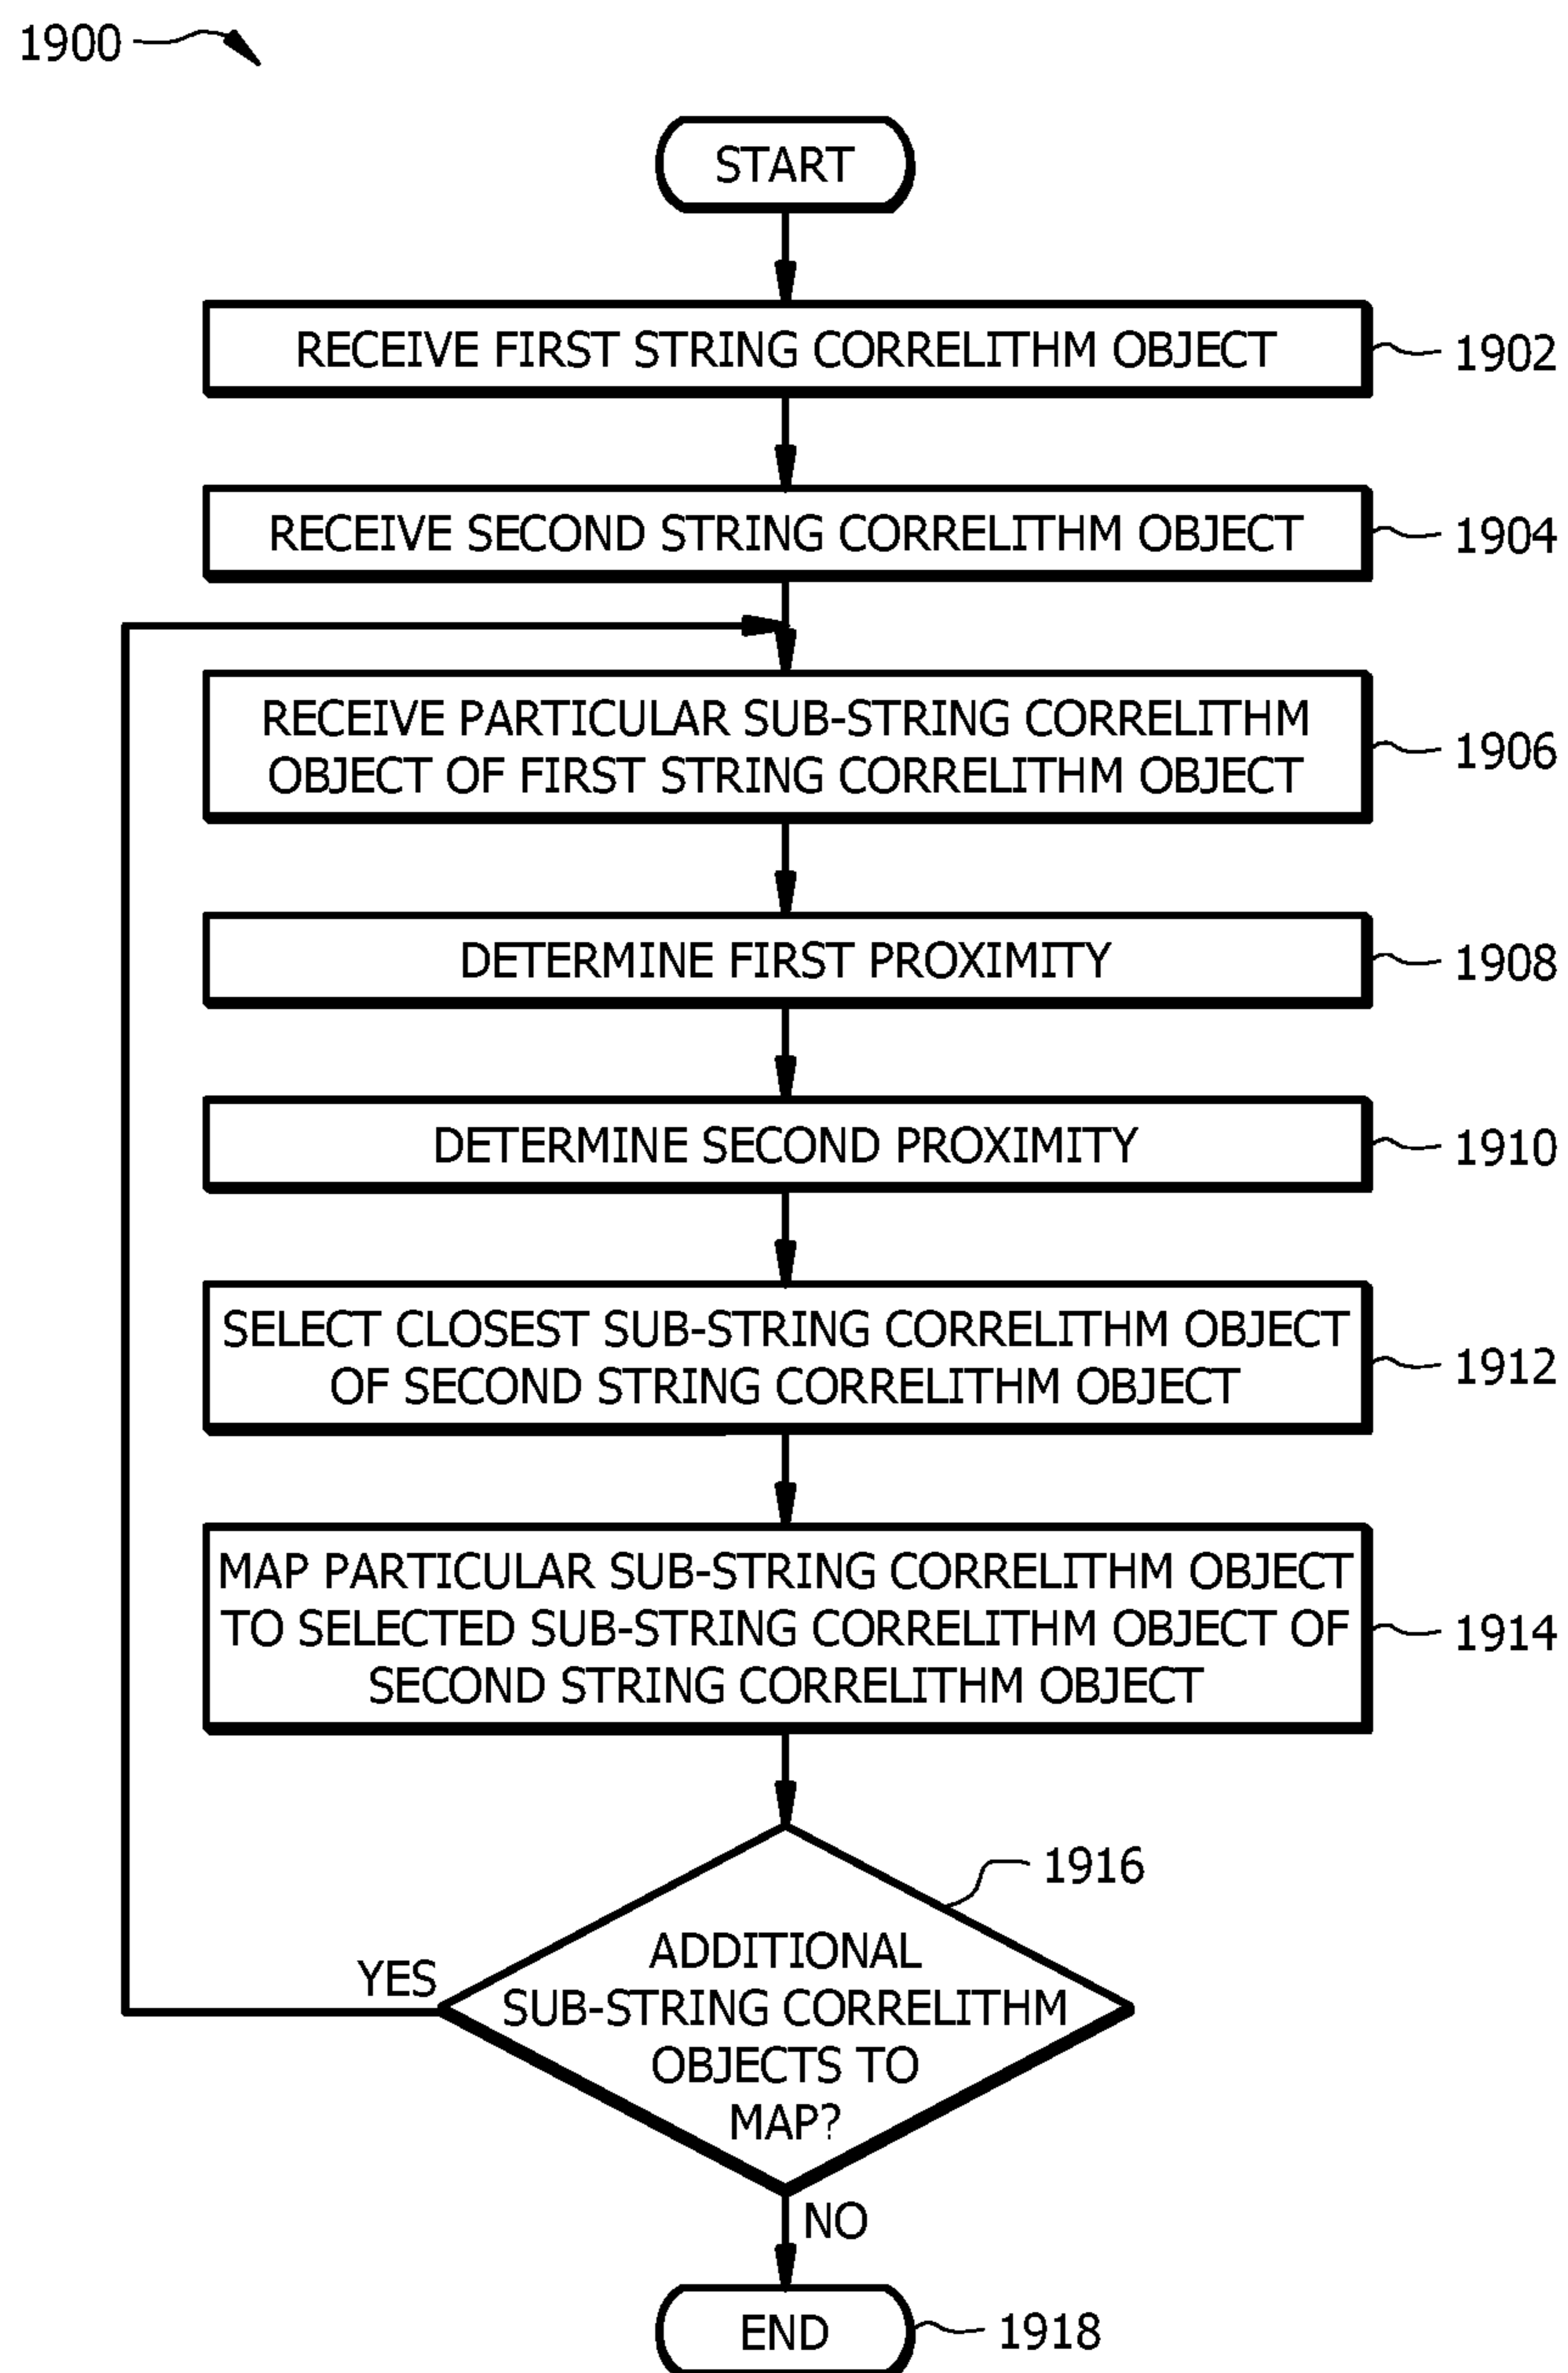 1900
START
RECEIVE FIRST STRING CORRELITHM OBJECT
1902
RECEIVE SECOND STRING CORRELITHM OBJECT
1904
RECEIVE PARTICULAR SUB-STRING CORRELITHM
OBJECT OF FIRST STRING CORRELITHM OBJECT
1906
DETERMINE FIRST PROXIMITY
1908
DETERMINE SECOND PROXIMITY
1910
SELECT CLOSEST SUB-STRING CORRELITHM OBJECT
OF SECOND STRING CORRELITHM OBJECT
1912
MAP PARTICULAR SUB-STRING CORRELITHM OBJECT
TO SELECTED SUB-STRING CORRELITHM OBJECT OF
SECOND STRING CORRELITHM OBJECT
1914
1916
ADDITIONAL
SUB-STRING CORRELITHM
OBJECTS TO
MAP?
YES
NO
END
1918